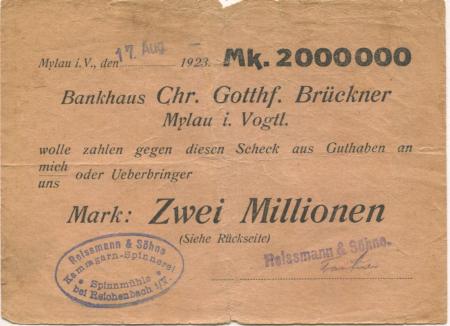 Mylau i. V., den 17. Aug 1923. Mk. 2000000
Bankhaus Chr. Gotthf. Brückner
Mylau i. Vogtl.
wolle zahlen gegen diesen Scheck aus Guthaben an
mich
uns oder Ueberbringer
Mark: Zwei Millionen
(Siehe Rückseite)
Reissmann & Söhne
Kammgarn-Spinnerei
Spinnmühle
bei Reichenbach i/V.
Reissmann & Söhne.